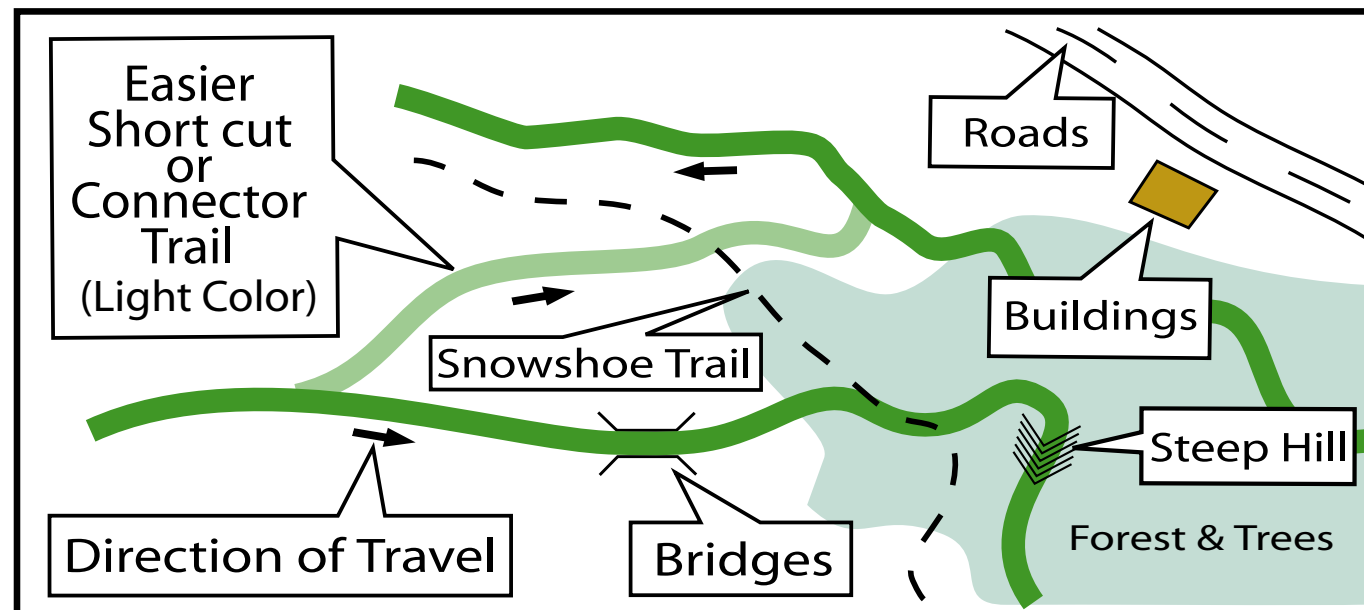 Easier
Short cut
or
Connector
Trail
(Light Color)
Roads
Buildings
Snowshoe Trail
Steep Hill
Direction of Travel
Bridges
Forest & Trees